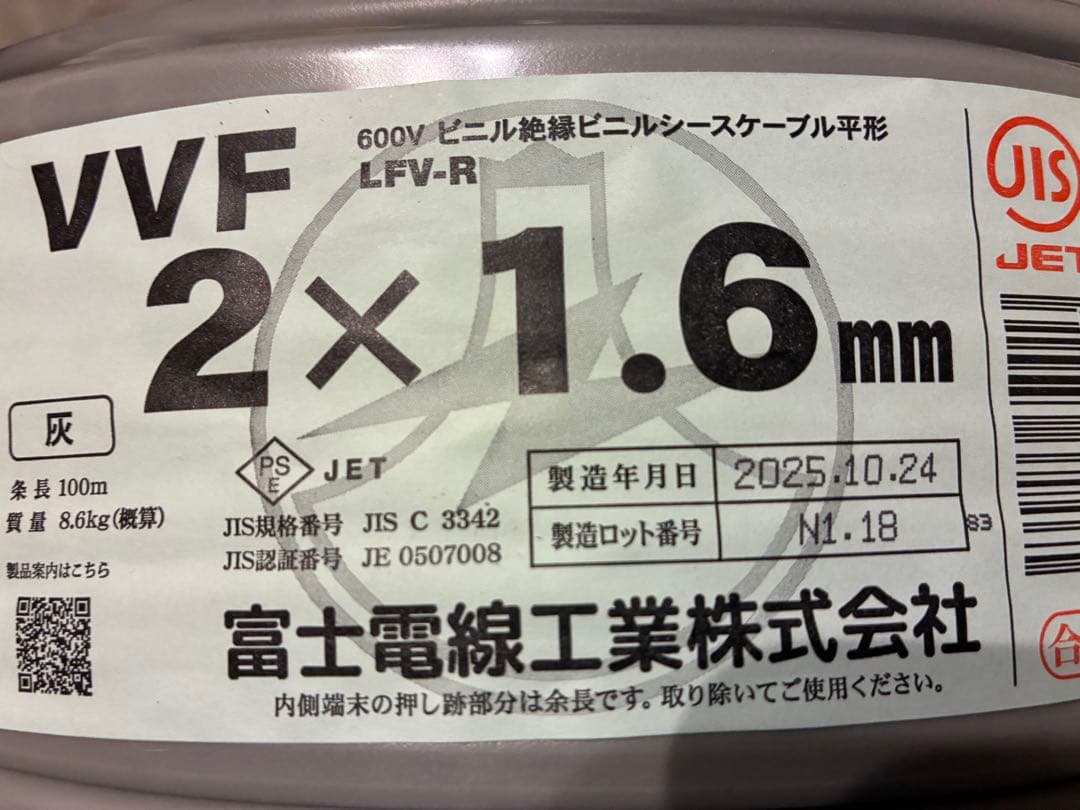 VVF
600V ビニル絶縁ビニルシースケーブル平形
LFV-R
2×1.6mm
JIS
JET
灰
条長 100m
質量 8.6kg(概算)
製品案内はこちら
PS
E
JET
JIS規格番号 JIS C 3342
JIS認証番号 JE 0507008
製造年月日 2025.10.24
製造ロット番号 N1.18
83
富士電線工業株式会社
内側端末の押し跡部分は余長です。取り除いてご使用ください。
合